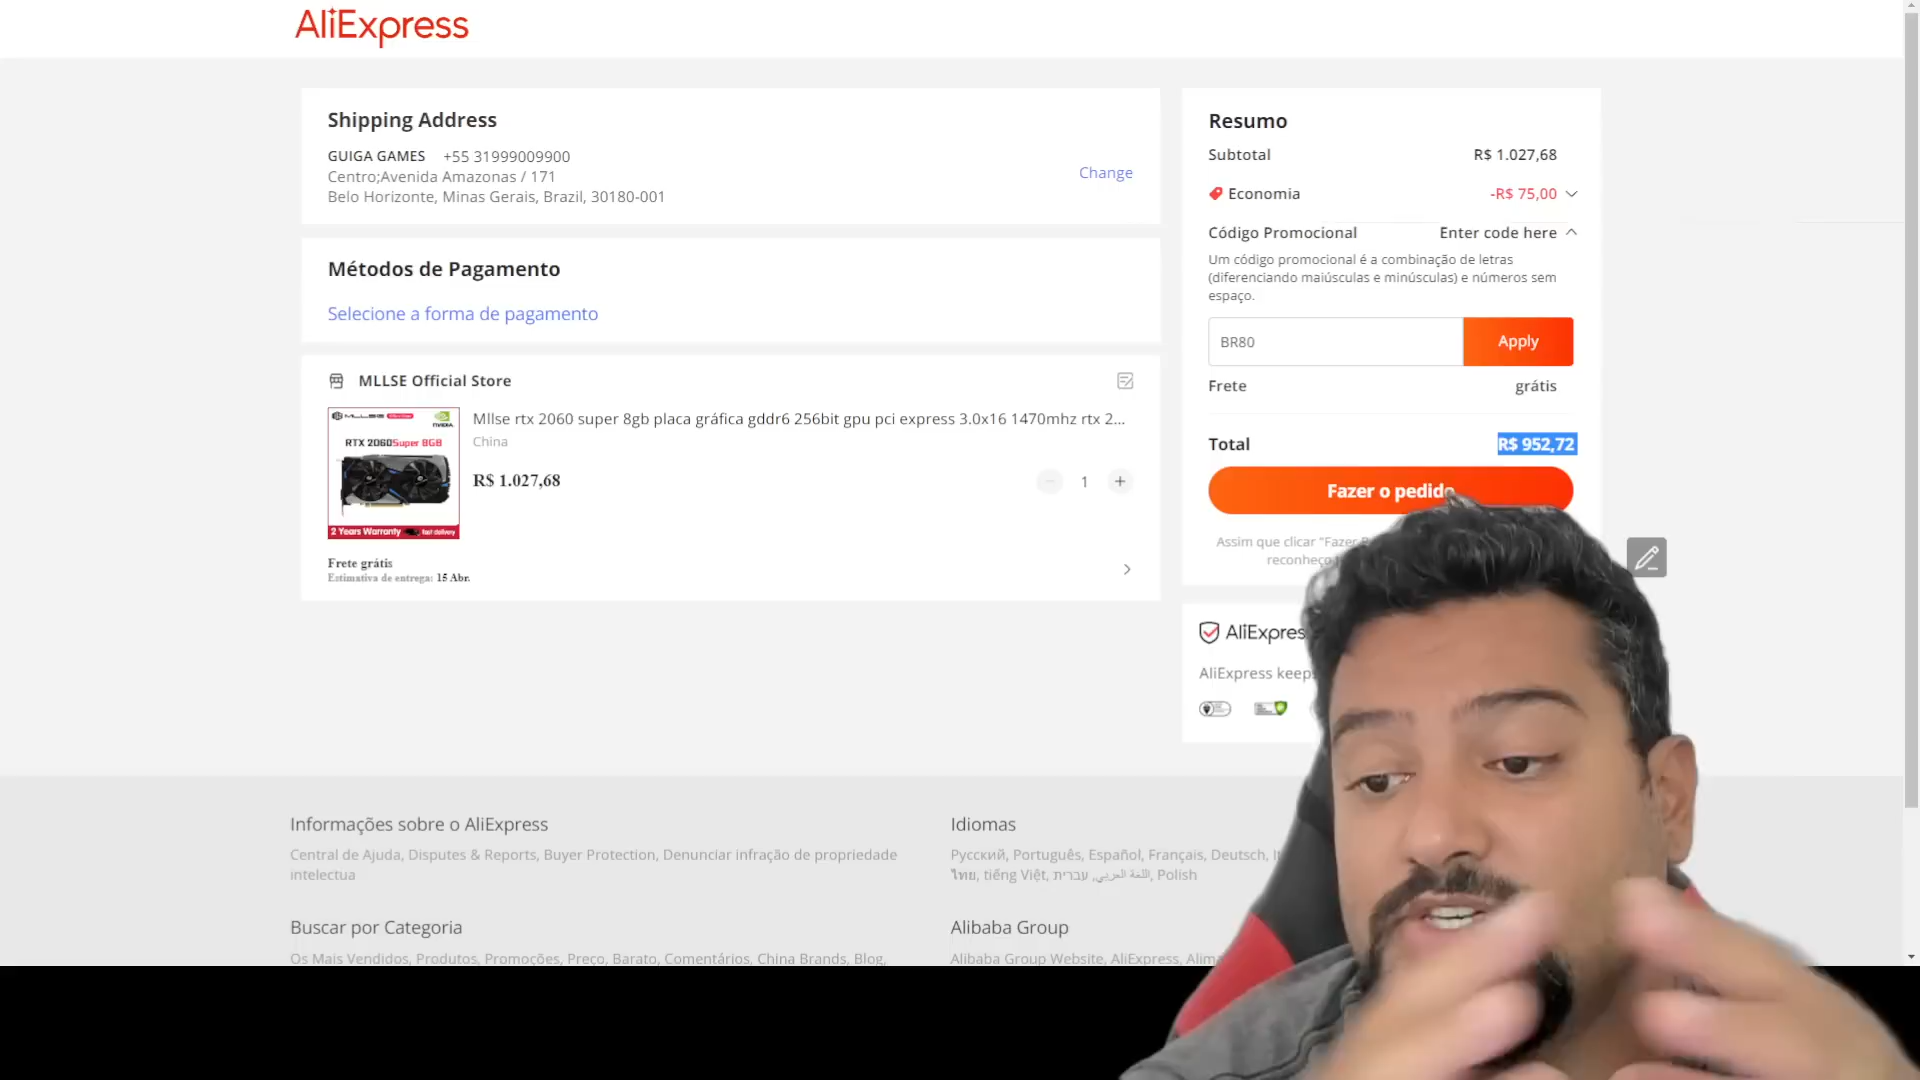 AliExpress
Shipping Address
GUIGA GAMES +55 31999009900
Centro;Avenida Amazonas / 171
Belo Horizonte, Minas Gerais, Brazil, 30180-001
Change
Métodos de Pagamento
Selecione a forma de pagamento
MLLSE Official Store
MLLSE
NVIDIA
RTX 2060Super 8GB
2 Years Warranty fast delivery
Mllse rtx 2060 super 8gb placa gráfica gddr6 256bit gpu pci express 3.0x16 1470mhz rtx 2...
China
R$ 1.027,68
1
Frete grátis
Estimativa de entrega: 15 Abr.
Resumo
Subtotal R$ 1.027,68
Economia -R$ 75,00
Código Promocional Enter code here
Um código promocional é a combinação de letras
(diferenciando maiúsculas e minúsculas) e números sem
espaço.
BR80 Apply
Frete grátis
Total R$ 952,72
Fazer o pedido
Assim que clicar “Fazer
reconheço
AliExpres
AliExpress keeps
Informações sobre o AliExpress
Central de Ajuda, Disputes & Reports, Buyer Protection, Denunciar infração de propriedade
intelectua
Idiomas
Русский, Português, Español, Français, Deutsch,
ไทย, tiếng Việt, اللغة العربي, עברית, Polish
Buscar por Categoria
Os Mais Vendidos, Produtos, Promoções, Preço, Barato, Comentários, China Brands, Blog,
Alibaba Group
Alibaba Group Website, AliExpress, Alima